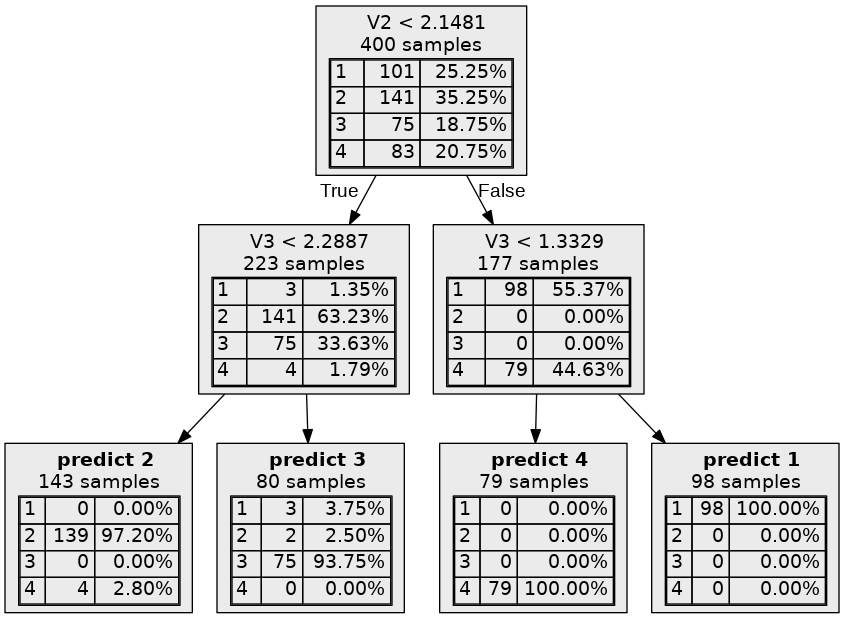 V2 < 2.1481
400 samples
1 101 25.25%
2 141 35.25%
3 75 18.75%
4 83 20.75%
True
False
V3 < 2.2887
223 samples
1 3 1.35%
2 141 63.23%
3 75 33.63%
4 4 1.79%
V3 < 1.3329
177 samples
1 98 55.37%
2 0 0.00%
3 0 0.00%
4 79 44.63%
predict 2
143 samples
1 0 0.00%
2 139 97.20%
3 0 0.00%
4 4 2.80%
predict 3
80 samples
1 3 3.75%
2 2 2.50%
3 75 93.75%
4 0 0.00%
predict 4
79 samples
1 0 0.00%
2 0 0.00%
3 0 0.00%
4 79 100.00%
predict 1
98 samples
1 98 100.00%
2 0 0.00%
3 0 0.00%
4 0 0.00%